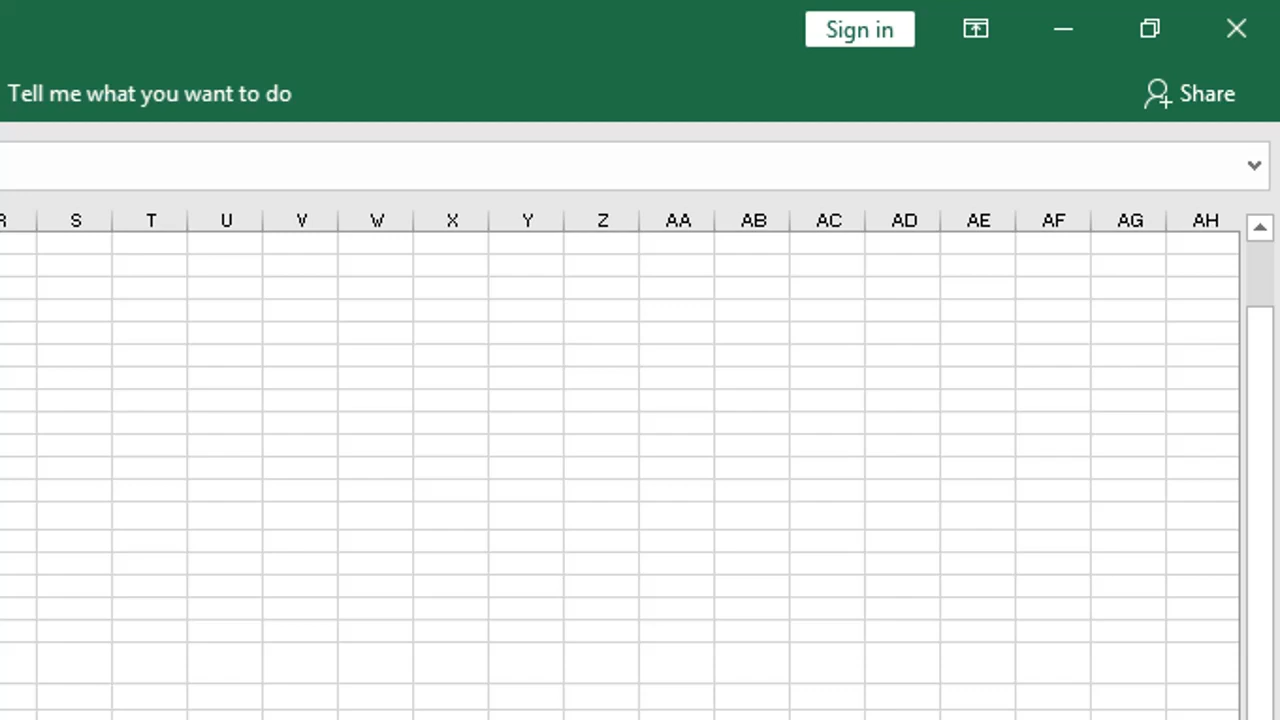 Sign in
Tell me what you want to do
Share
R S T U V W X Y Z AA AB AC AD AE AF AG AH